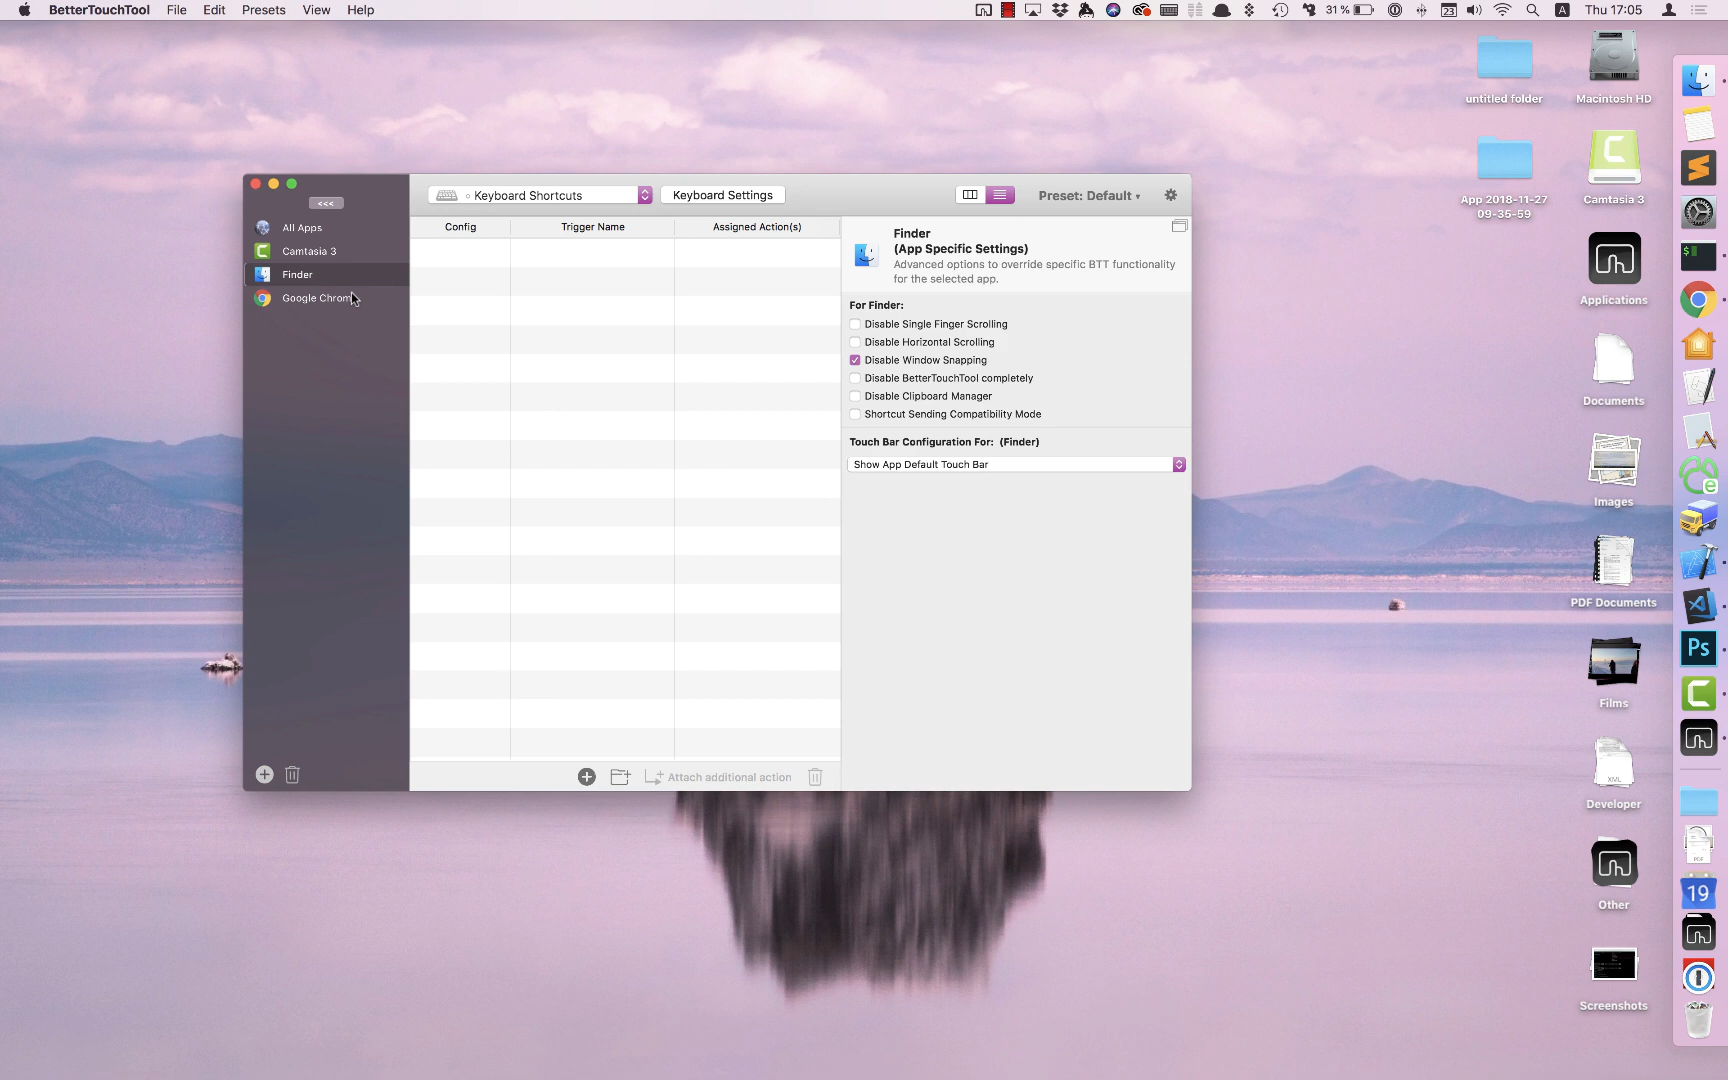 BetterTouchTool File Edit Presets View Help
31 % 23 A Thu 17:05
<<<
All Apps
Camtasia 3
Finder
Google Chrom
Keyboard Shortcuts
Keyboard Settings
Preset: Default
Config
Trigger Name
Assigned Action(s)
Finder
(App Specific Settings)
Advanced options to override specific BTT functionality
for the selected app.
For Finder:
Disable Single Finger Scrolling
Disable Horizontal Scrolling
Disable Window Snapping
Disable BetterTouchTool completely
Disable Clipboard Manager
Shortcut Sending Compatibility Mode
Touch Bar Configuration For: (Finder)
Show App Default Touch Bar
Attach additional action
untitled folder
Macintosh HD
App 2018-11-27
09-35-59
Camtasia 3
Applications
Documents
Images
PDF Documents
Films
XML
Developer
Other
Screenshots
Ps
PDF
19